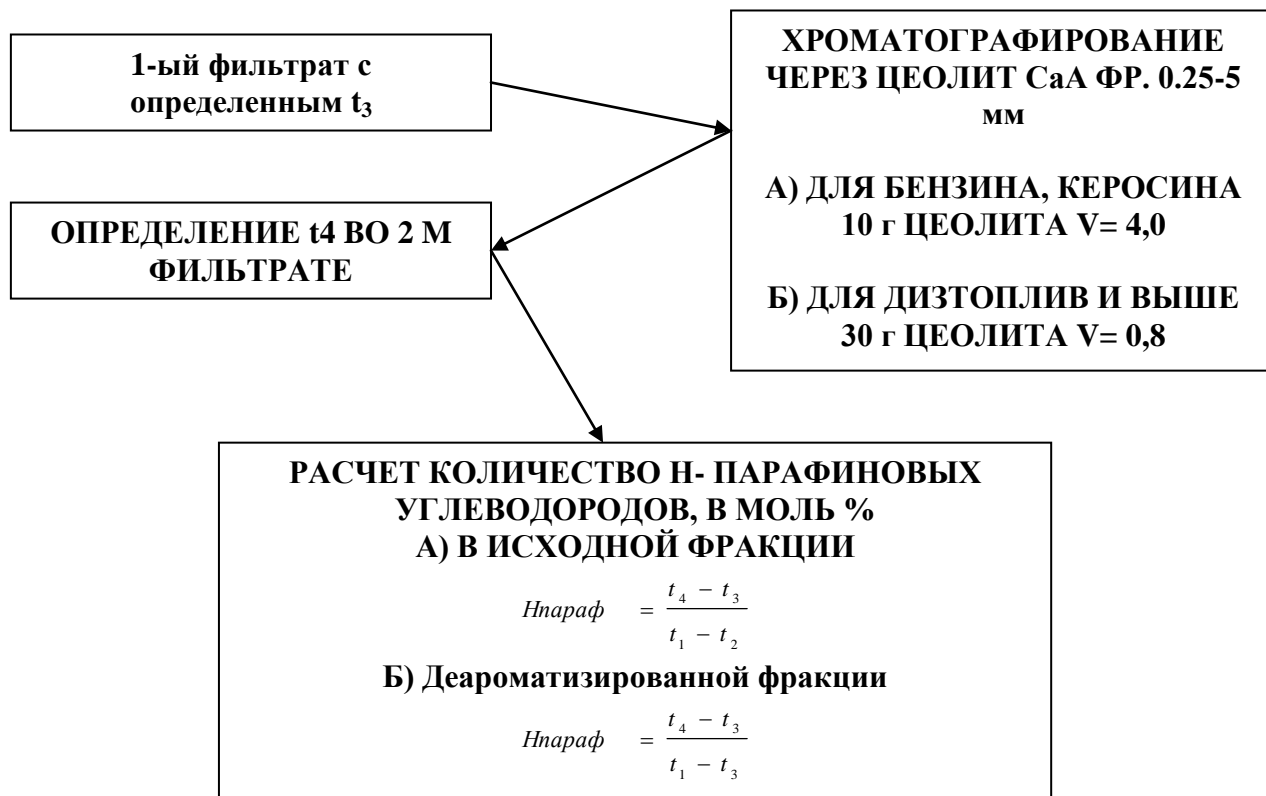 1-ый фильтрат с
определенным t₃
ХРОМАТОГРАФИРОВАНИЕ
ЧЕРЕЗ ЦЕОЛИТ СаА ФР. 0.25-5
мм
А) ДЛЯ БЕНЗИНА, КЕРОСИНА
10 г ЦЕОЛИТА V= 4,0
Б) ДЛЯ ДИЗТОПЛИВ И ВЫШЕ
30 г ЦЕОЛИТА V= 0,8
ОПРЕДЕЛЕНИЕ t4 ВО 2 М
ФИЛЬТРАТЕ
РАСЧЕТ КОЛИЧЕСТВО Н- ПАРАФИНОВЫХ
УГЛЕВОДОРОДОВ, В МОЛЬ %
А) В ИСХОДНОЙ ФРАКЦИИ
Нпараф = (t₄ − t₃) / (t₁ − t₂)
Б) Деароматизированной фракции
Нпараф = (t₄ − t₃) / (t₁ − t₃)